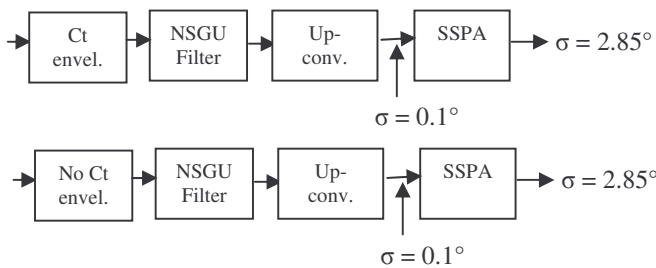 Ct envel.
NSGU Filter
Up-conv.
SSPA
σ = 2.85°
σ = 0.1°
No Ct envel.
NSGU Filter
Up-conv.
SSPA
σ = 2.85°
σ = 0.1°